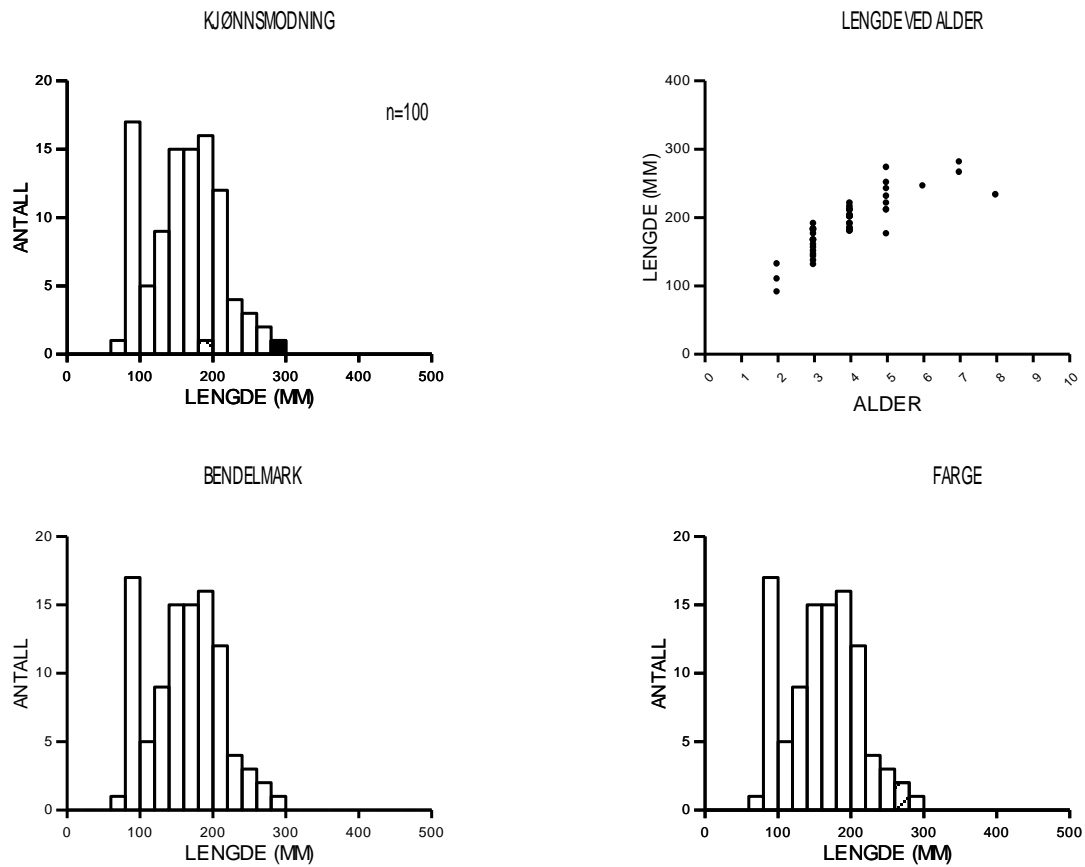 KJØNNSMODNING
n=100
20
15
10
5
0
ANTALL
0 100 200 300 400 500
LENGDE (MM)
LENGDE VED ALDER
400
300
200
100
0
LENGDE (MM)
0 1 2 3 4 5 6 7 8 9 10
ALDER
BENDELMARK
20
15
10
5
0
ANTALL
0 100 200 300 400 500
LENGDE (MM)
FARGE
20
15
10
5
0
ANTALL
0 100 200 300 400 500
LENGDE (MM)